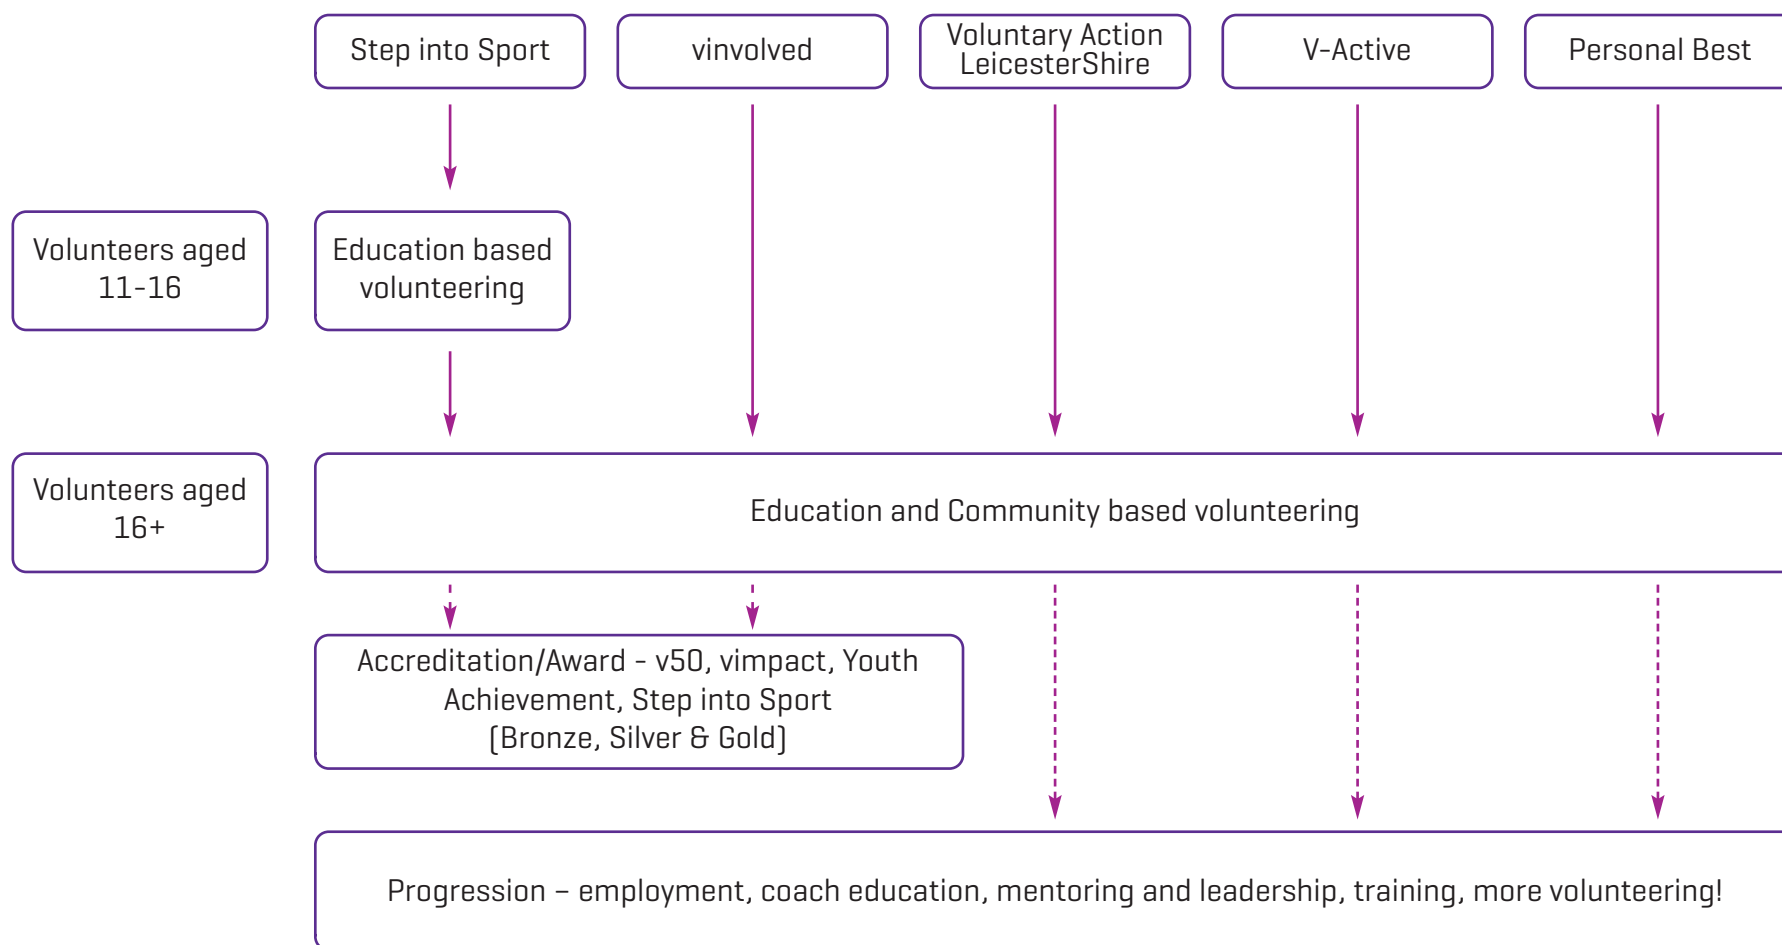 Step into Sport
vinvolved
Voluntary Action
LeicesterShire
V-Active
Personal Best
Volunteers aged
11-16
Education based
volunteering
Volunteers aged
16+
Education and Community based volunteering
Accreditation/Award - v50, vimpact, Youth
Achievement, Step into Sport
(Bronze, Silver & Gold)
Progression – employment, coach education, mentoring and leadership, training, more volunteering!